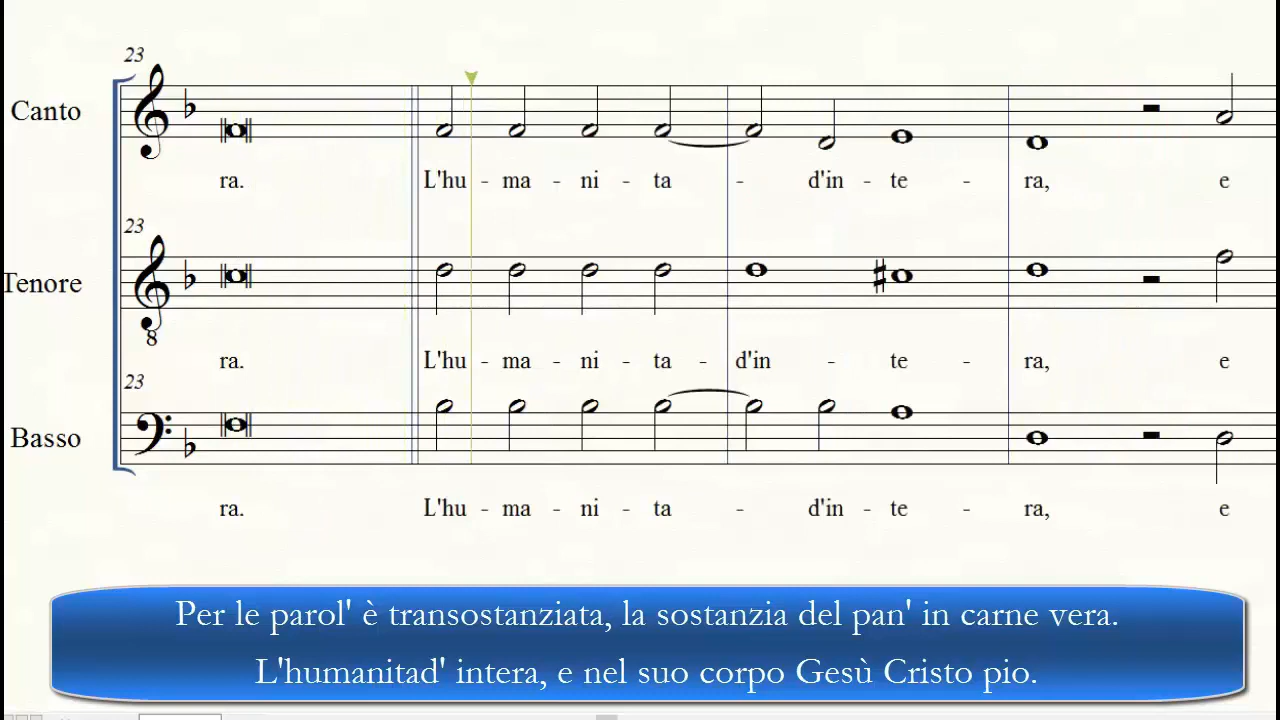 23
Canto
ra. L'hu - ma - ni - ta - d'in - te - ra, e
23
Tenore
8
ra. L'hu - ma - ni - ta - d'in - te - ra, e
23
Basso
ra. L'hu - ma - ni - ta - d'in - te - ra, e
Per le parol' è transostanziata, la sostanzia del pan' in carne vera.
L'humanitad' intera, e nel suo corpo Gesù Cristo pio.